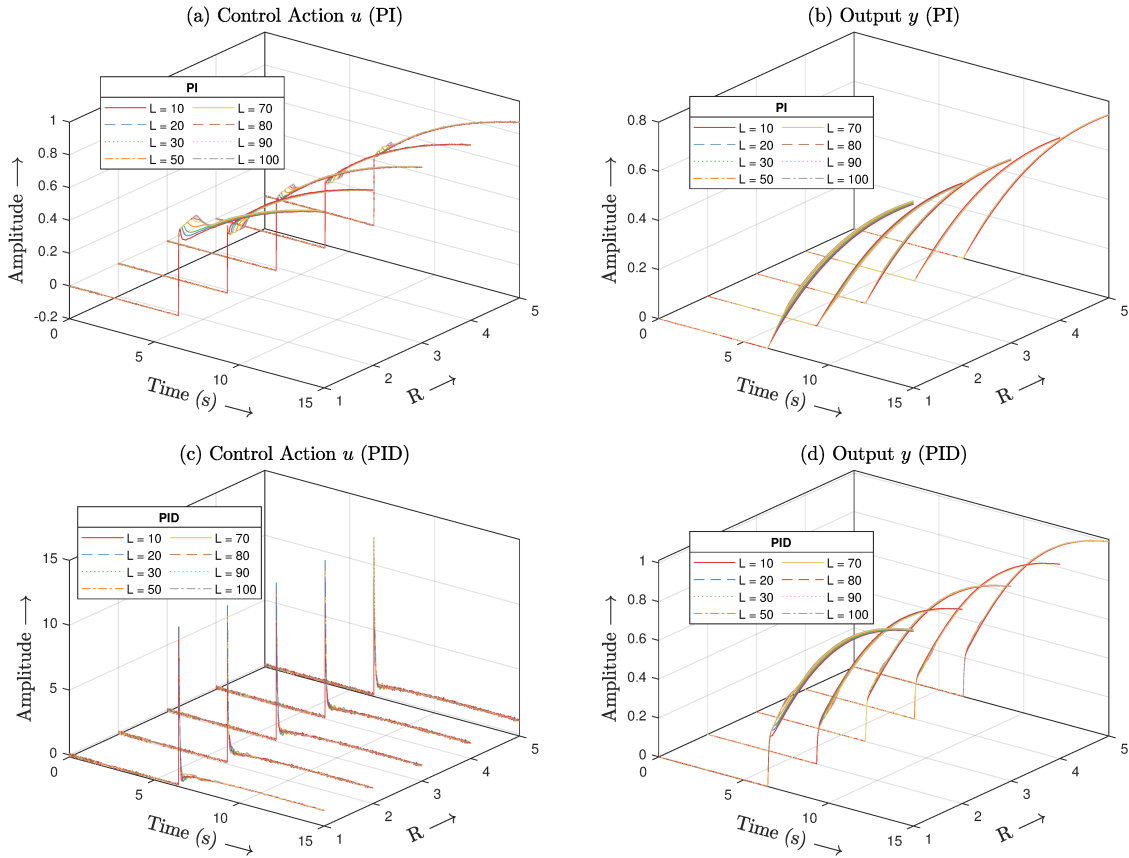 (a) Control Action u (PI)
PI
L = 10 L = 70
L = 20 L = 80
L = 30 L = 90
L = 50 L = 100
1
0.8
0.6
0.4
0.2
0
-0.2
Amplitude →
0
5
10
15
Time (s) →
1
2
3
4
5
R →
(b) Output y (PI)
PI
L = 10 L = 70
L = 20 L = 80
L = 30 L = 90
L = 50 L = 100
0.8
0.6
0.4
0.2
0
Amplitude →
0
5
10
15
Time (s) →
1
2
3
4
5
R →
(c) Control Action u (PID)
PID
L = 10 L = 70
L = 20 L = 80
L = 30 L = 90
L = 50 L = 100
15
10
5
0
Amplitude →
0
5
10
15
Time (s) →
1
2
3
4
5
R →
(d) Output y (PID)
PID
L = 10 L = 70
L = 20 L = 80
L = 30 L = 90
L = 50 L = 100
1
0.8
0.6
0.4
0.2
0
Amplitude →
0
5
10
15
Time (s) →
1
2
3
4
5
R →